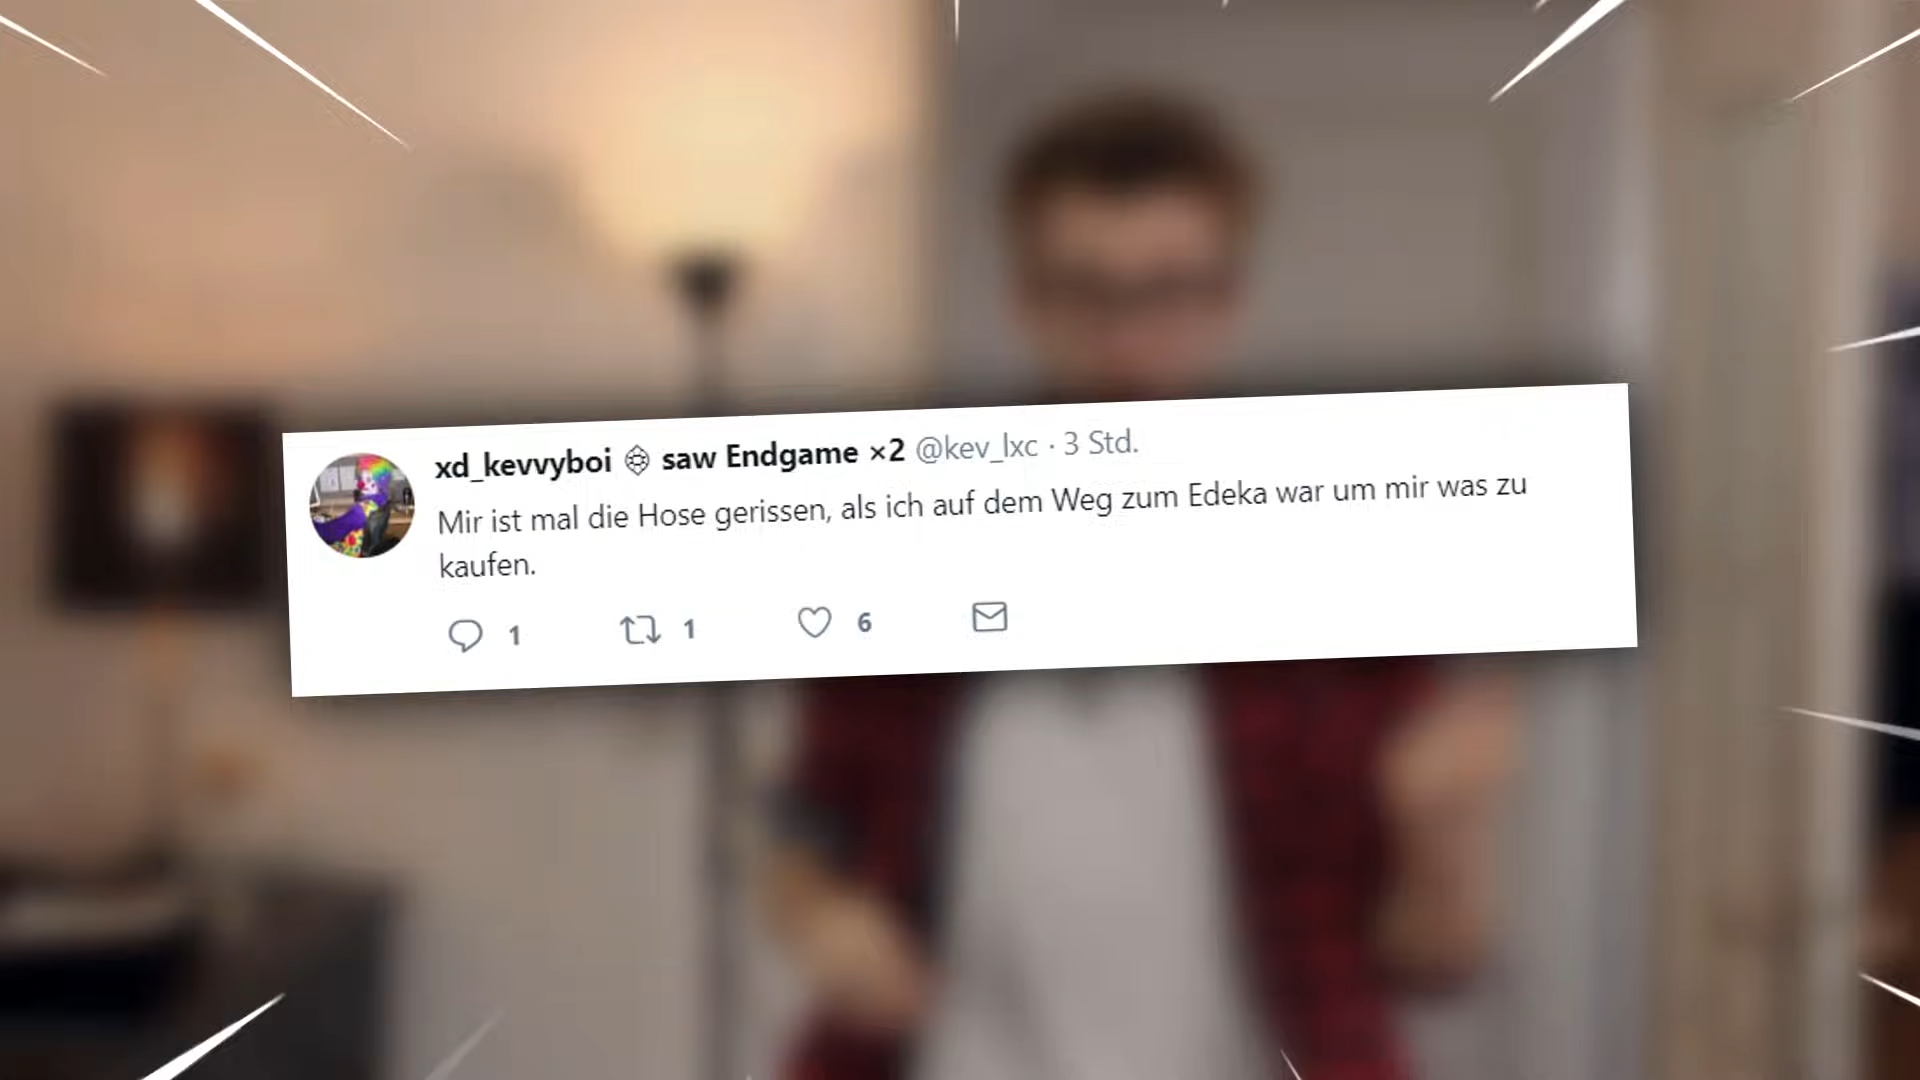 xd_kevvyboi saw Endgame ×2 @kev_lxc · 3 Std.
Mir ist mal die Hose gerissen, als ich auf dem Weg zum Edeka war um mir was zu
kaufen.
1 1 6